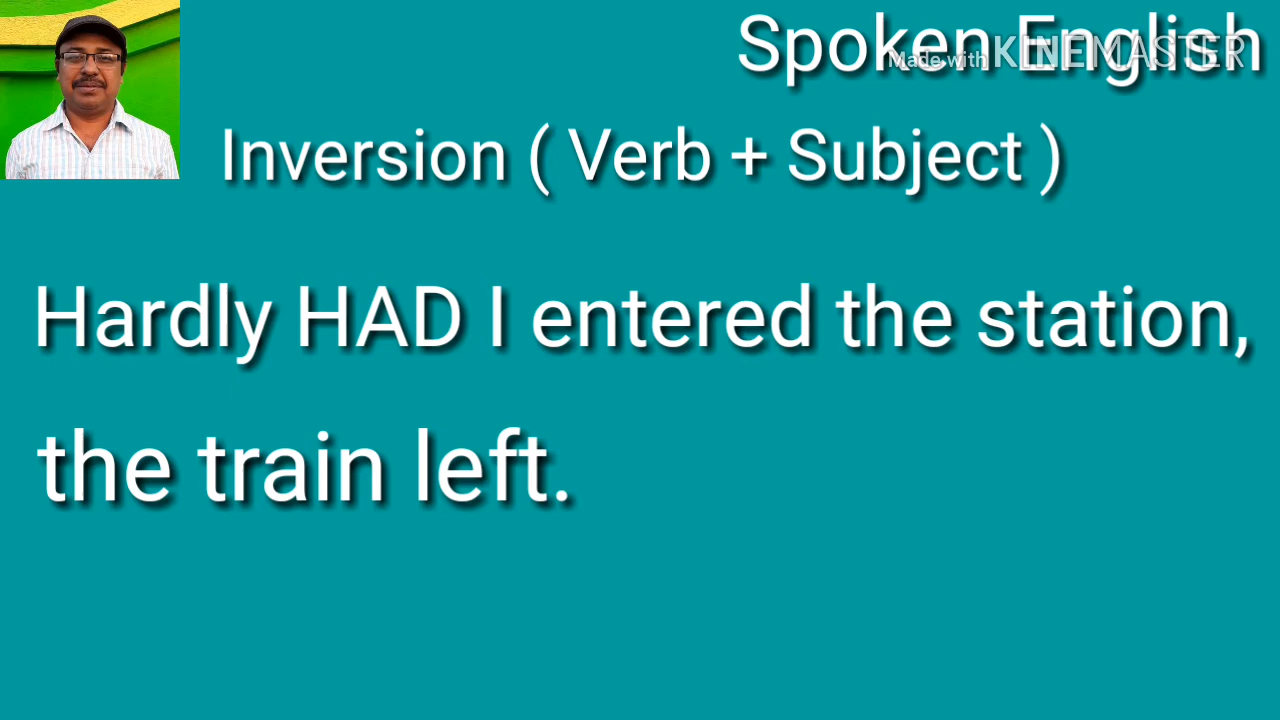 Spoken English
Made with KINEMASTER
Inversion ( Verb + Subject )
Hardly HAD I entered the station,
the train left.